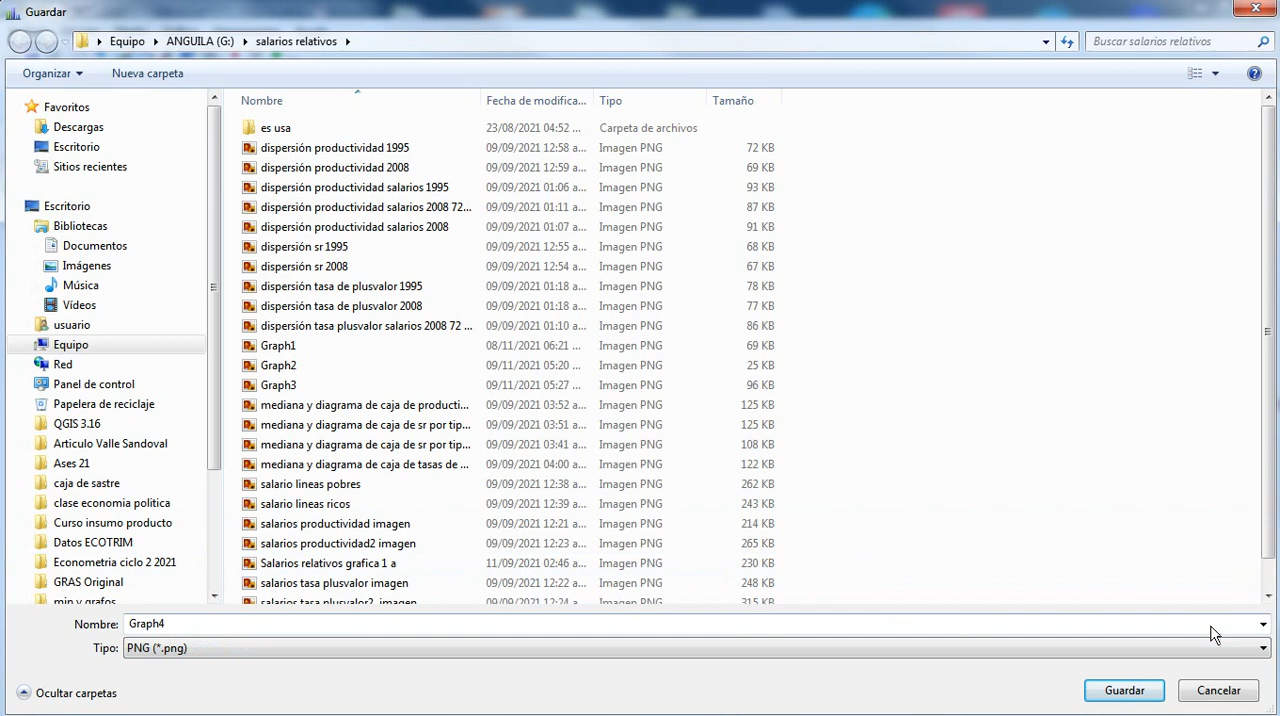 Guardar
Equipo ANGUILA (G:) salarios relativos
Buscar salarios relativos
Organizar Nueva carpeta
Nombre Fecha de modifica... Tipo Tamaño
Favoritos
Descargas
Escritorio
Sitios recientes
Escritorio
Bibliotecas
Documentos
Imágenes
Música
Vídeos
usuario
Equipo
Red
Panel de control
Papelera de reciclaje
QGIS 3.16
Articulo Valle Sandoval
Ases 21
caja de sastre
clase economia politica
Curso insumo producto
Datos ECOTRIM
Econometria ciclo 2 2021
GRAS Original
min y grafos
es usa 23/08/2021 04:52 ... Carpeta de archivos
dispersión productividad 1995 09/09/2021 12:58 a... Imagen PNG 72 KB
dispersión productividad 2008 09/09/2021 12:59 a... Imagen PNG 69 KB
dispersión productividad salarios 1995 09/09/2021 01:06 a... Imagen PNG 93 KB
dispersión productividad salarios 2008 72... 09/09/2021 01:11 a... Imagen PNG 87 KB
dispersión productividad salarios 2008 09/09/2021 01:07 a... Imagen PNG 91 KB
dispersión sr 1995 09/09/2021 12:55 a... Imagen PNG 68 KB
dispersión sr 2008 09/09/2021 12:54 a... Imagen PNG 67 KB
dispersión tasa de plusvalor 1995 09/09/2021 01:18 a... Imagen PNG 78 KB
dispersión tasa de plusvalor 2008 09/09/2021 01:18 a... Imagen PNG 77 KB
dispersión tasa plusvalor salarios 2008 72 ... 09/09/2021 01:10 a... Imagen PNG 86 KB
Graph1 08/11/2021 06:21 ... Imagen PNG 69 KB
Graph2 09/11/2021 05:20 ... Imagen PNG 25 KB
Graph3 09/11/2021 05:27 ... Imagen PNG 96 KB
mediana y diagrama de caja de producti... 09/09/2021 03:52 a... Imagen PNG 125 KB
mediana y diagrama de caja de sr por tip... 09/09/2021 03:51 a... Imagen PNG 125 KB
mediana y diagrama de caja de sr por tip... 09/09/2021 03:41 a... Imagen PNG 108 KB
mediana y diagrama de caja de tasas de ... 09/09/2021 04:00 a... Imagen PNG 122 KB
salario lineas pobres 09/09/2021 12:38 a... Imagen PNG 262 KB
salario lineas ricos 09/09/2021 12:39 a... Imagen PNG 243 KB
salarios productividad imagen 09/09/2021 12:21 a... Imagen PNG 214 KB
salarios productividad2 imagen 09/09/2021 12:23 a... Imagen PNG 265 KB
Salarios relativos grafica 1 a 11/09/2021 02:46 a... Imagen PNG 230 KB
salarios tasa plusvalor imagen 09/09/2021 12:22 a... Imagen PNG 248 KB
salarios tasa plusvalor2 imagen 09/09/2021 12:24 a... Imagen PNG 315 KB
Nombre: Graph4
Tipo: PNG (*.png)
Ocultar carpetas Guardar Cancelar